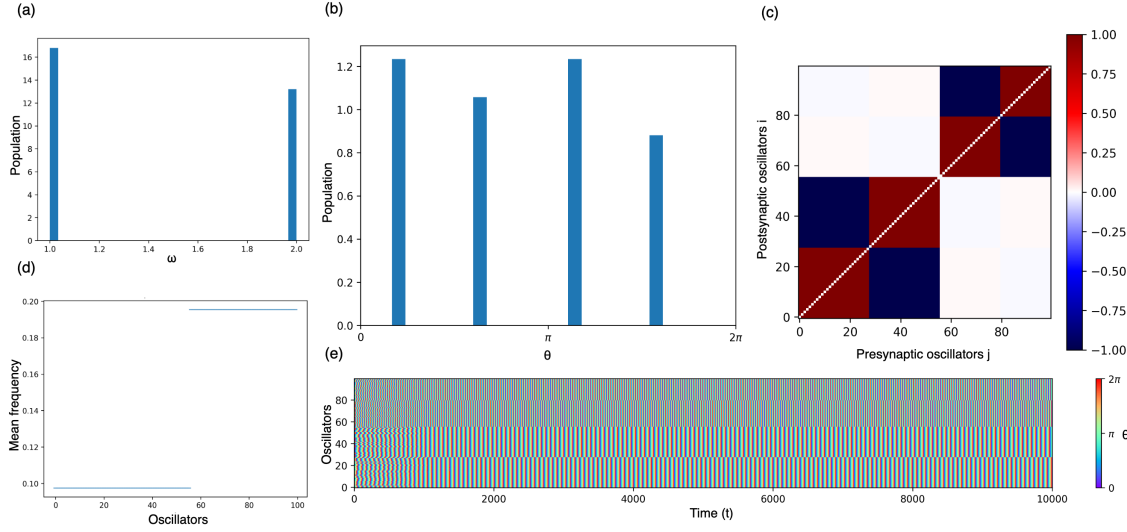 (a)
16
14
12
10
8
6
4
2
0
Population
1.0 1.2 1.4 1.6 1.8 2.0
ω
(b)
1.2
1.0
0.8
0.6
0.4
0.2
0.0
Population
0 π 2π
θ
(c)
80
60
40
20
0
Postsynaptic oscillators i
0 20 40 60 80
Presynaptic oscillators j
1.00
0.75
0.50
0.25
0.00
−0.25
−0.50
−0.75
−1.00
(d)
0.20
0.18
0.16
0.14
0.12
0.10
Mean frequency
0 20 40 60 80 100
Oscillators
(e)
80
60
40
20
0
Oscillators
0 2000 4000 6000 8000 10000
Time (t)
2π
π
0
θ